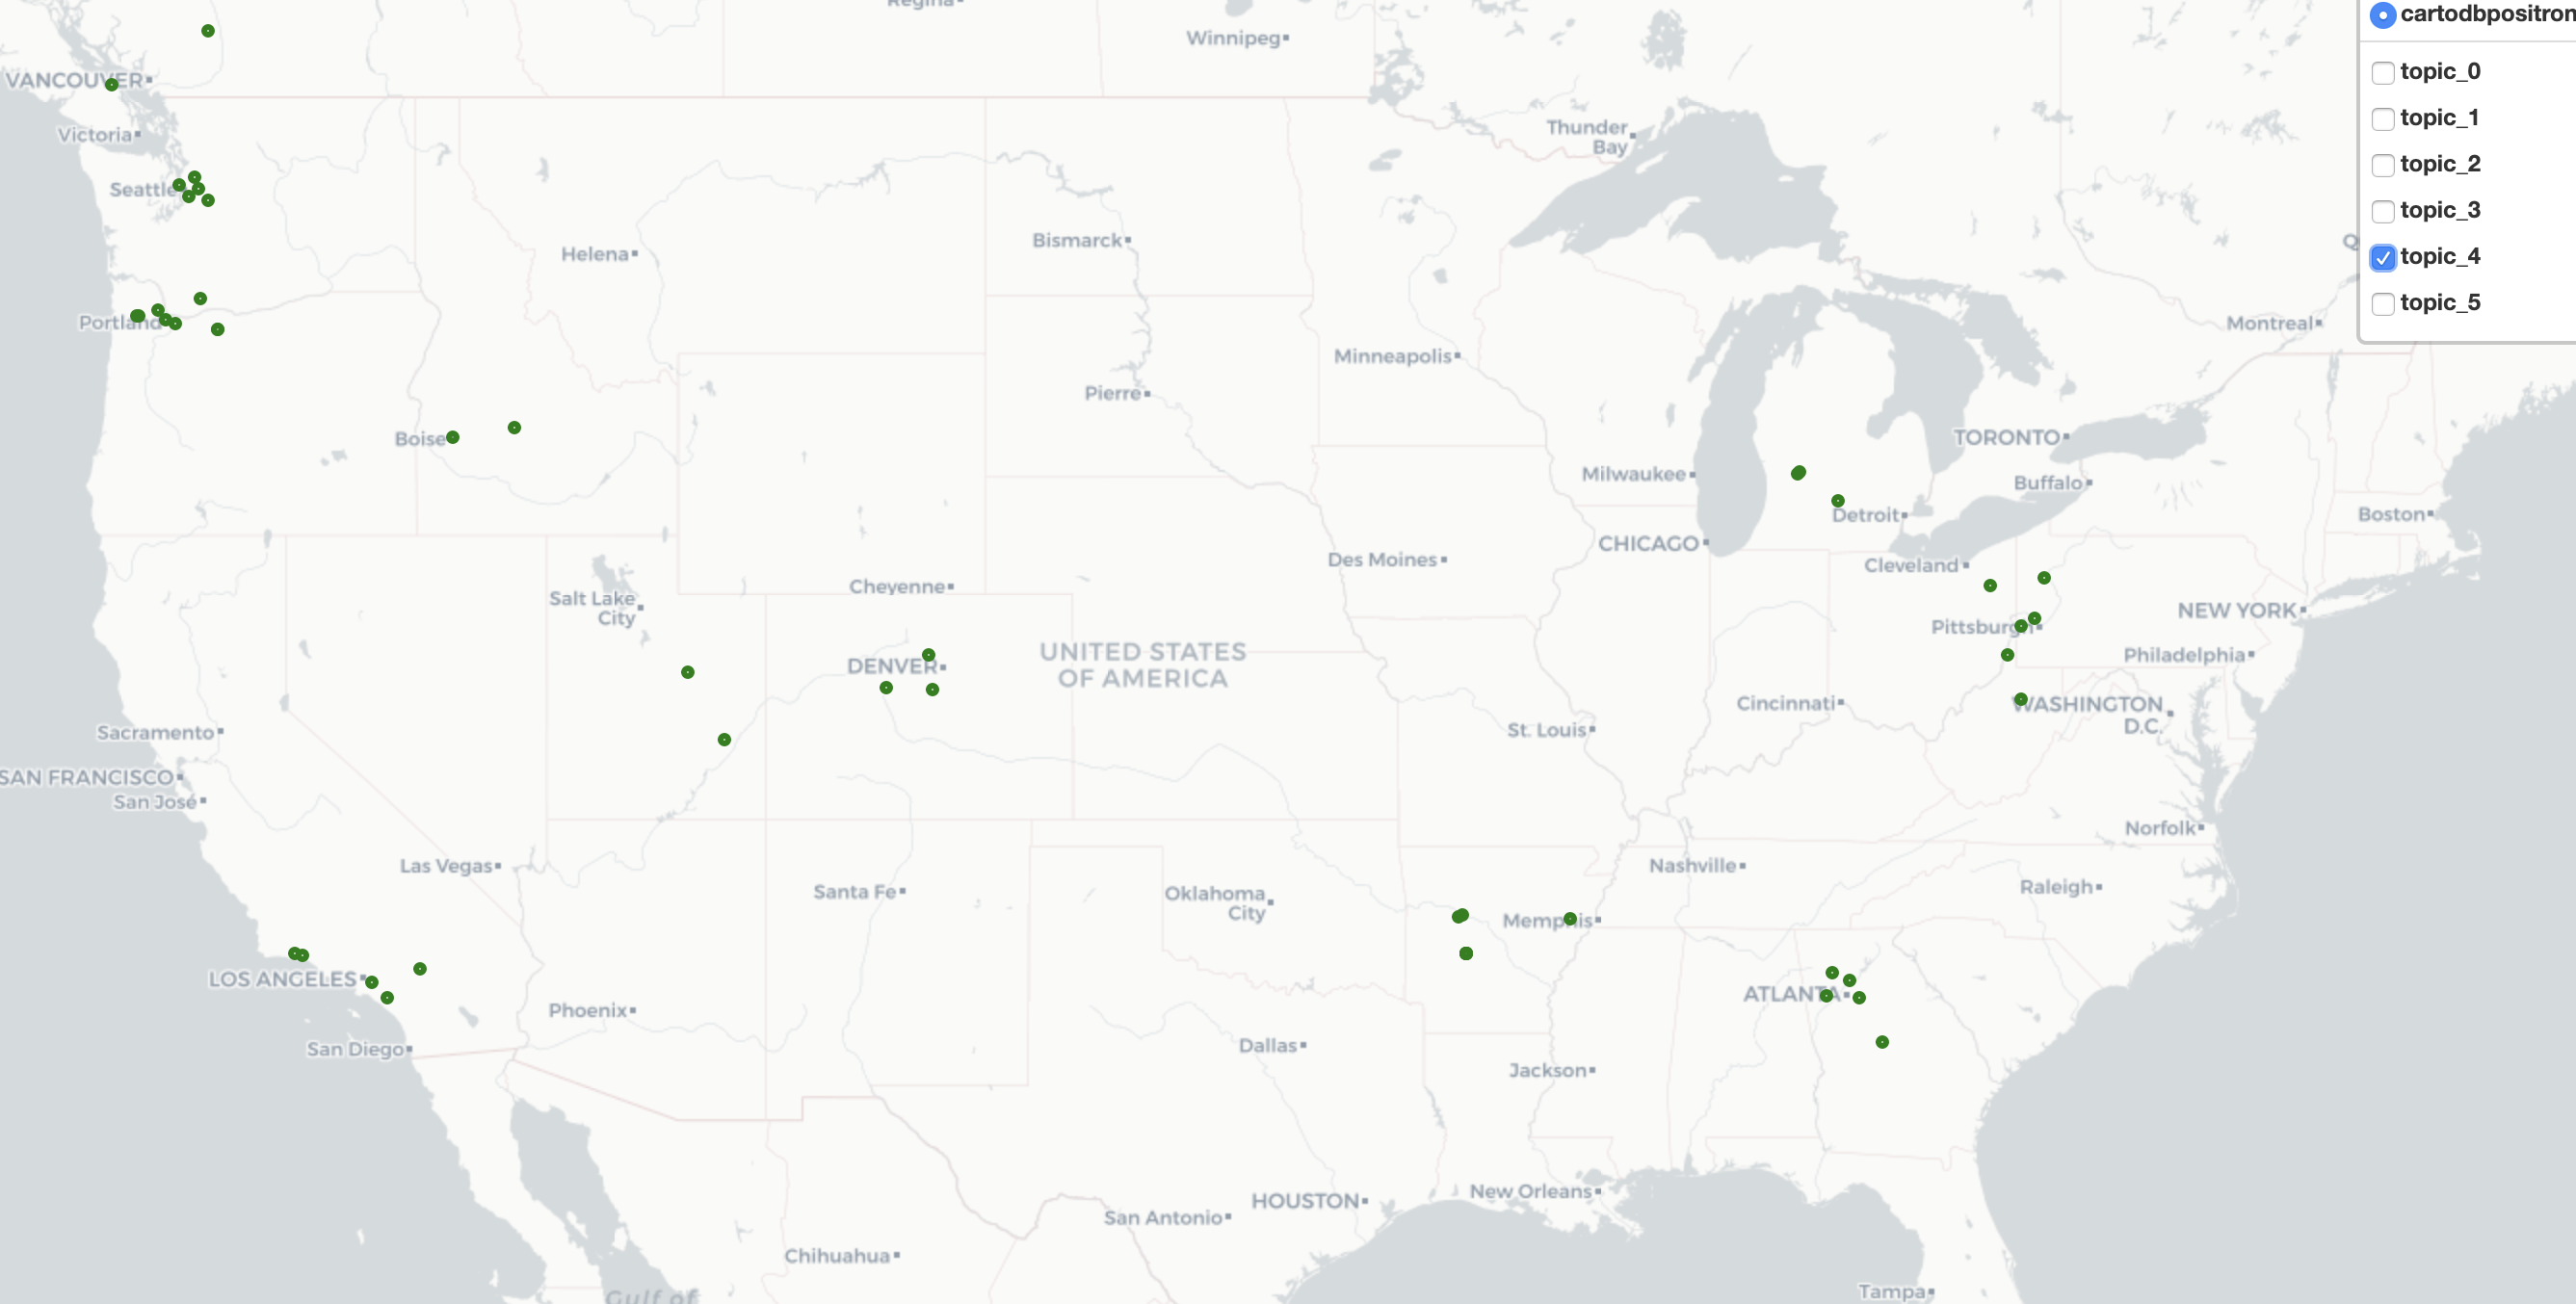 Regina
Winnipeg
cartodbpositron
topic_0
topic_1
topic_2
topic_3
topic_4
topic_5
VANCOUVER
Victoria
Thunder
Bay
Seattle
Bismarck
Helena
Portland
Montreal
Minneapolis
Pierre
Boise
TORONTO
Milwaukee
Buffalo
Detroit
Boston
CHICAGO
Des Moines
Cleveland
Cheyenne
Salt Lake
City
NEW YORK
Pittsburgh
UNITED STATES
OF AMERICA
DENVER
Philadelphia
Cincinnati
WASHINGTON
D.C.
St. Louis
Sacramento
SAN FRANCISCO
San José
Norfolk
Las Vegas
Nashville
Raleigh
Santa Fe
Oklahoma
City
Memphis
LOS ANGELES
ATLANTA
Phoenix
San Diego
Dallas
Jackson
New Orleans
HOUSTON
San Antonio
Chihuahua
Tampa
Gulf of